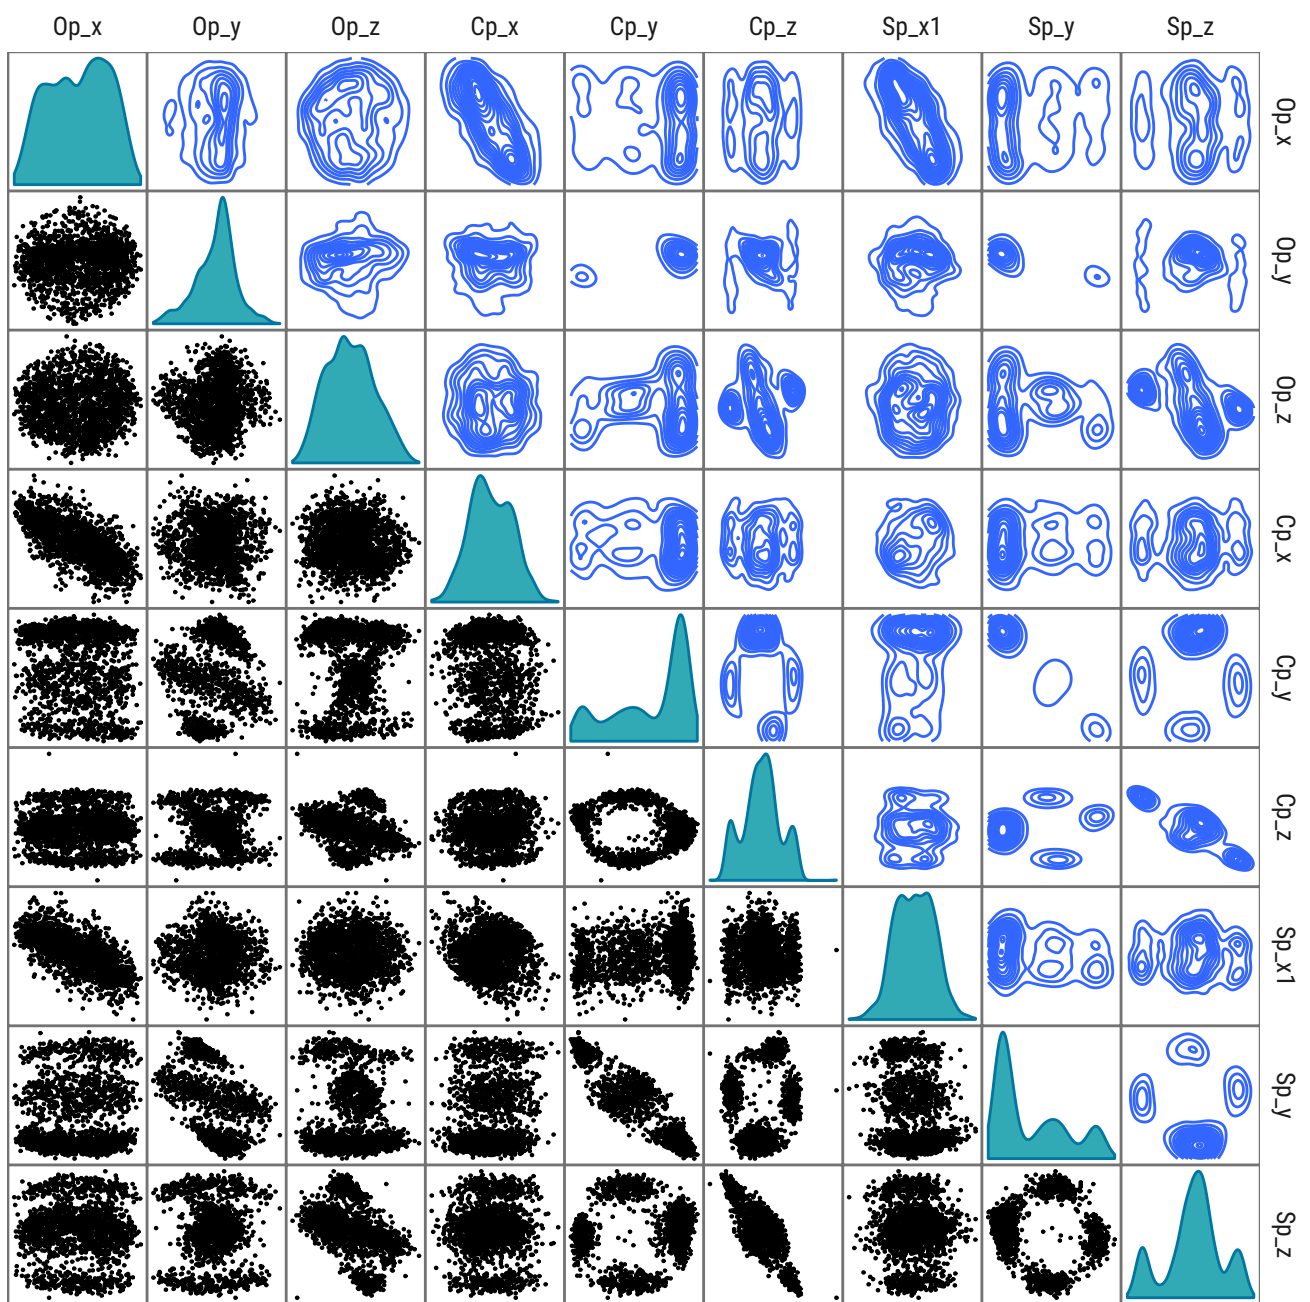 Op_x Op_y Op_z Cp_x Cp_y Cp_z Sp_x1 Sp_y Sp_z
Op_x
Op_y
Op_z
Cp_x
Cp_y
Cp_z
Sp_x1
Sp_y
Sp_z